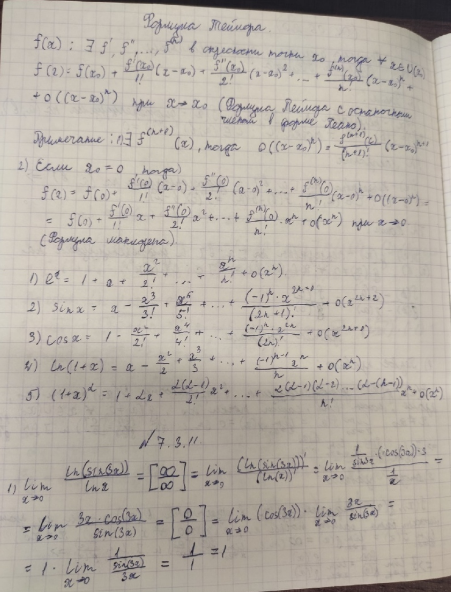 Формула Тейлора.
f(x) : ∃ f', f'', ..., f⁽ⁿ⁾ в окрестности точки x₀, тогда ∀ x∈U(x₀)
f(x) = f(x₀) + f'(x₀)/1! (x-x₀) + f''(x₀)/2! (x-x₀)² + ... + f⁽ⁿ⁾(x₀)/n! (x-x₀)ⁿ +
+ o((x-x₀)ⁿ) при x→x₀ (Формула Тейлора с остаточным
членом в форме Пеано).
Примечание: 1) ∃ f⁽ⁿ⁺¹⁾(x), тогда o((x-x₀)ⁿ) = f⁽ⁿ⁺¹⁾(c)/(n+1)! (x-x₀)ⁿ⁺¹
2) Если x₀ = 0, тогда
f(x) = f(0) + f'(0)/1! (x-0) + f''(0)/2! (x-0)² + ... + f⁽ⁿ⁾(0)/n! (x-0)ⁿ + o((x-0)ⁿ) =
= f(0) + f'(0)/1! x + f''(0)/2! x² + ... + f⁽ⁿ⁾(0)/n! · xⁿ + o(xⁿ) при x→0
(Формула маклорена)
1) eˣ = 1 + x + x²/2! + ... + xⁿ/n! + o(xⁿ)
2) sinx = x - x³/3! + x⁵/5! + ... + (-1)ⁿ · x²ⁿ⁺¹/(2n+1)! + o(x²ⁿ⁺²)
3) cosx = 1 - x²/2! + x⁴/4! + ... + (-1)ⁿ · x²ⁿ/(2n)! + o(x²ⁿ⁺¹)
4) ln(1+x) = x - x²/2 + x³/3 + ... + (-1)ⁿ⁻¹ xⁿ/n + o(xⁿ)
5) (1+x)^α = 1 + αx + α(α-1)/2! x² + ... + α(α-1)(α-2)...(α-(n-1))/n! xⁿ + o(xⁿ)
№ 7.3.11
1) lim x→0 ln(sin(3x))/lnx = [∞/∞] = lim x→0 (ln(sin(3x)))'/(ln(x))' = lim x→0 (1/sin3x · cos(3x)·3)/(1/x) =
= lim x→0 3x·cos(3x)/sin(3x) = [0/0] = lim x→0 (cos(3x)) · lim x→0 3x/sin(3x) =
= 1 · lim x→0 1/(sin(3x)/3x) = 1/1 = 1